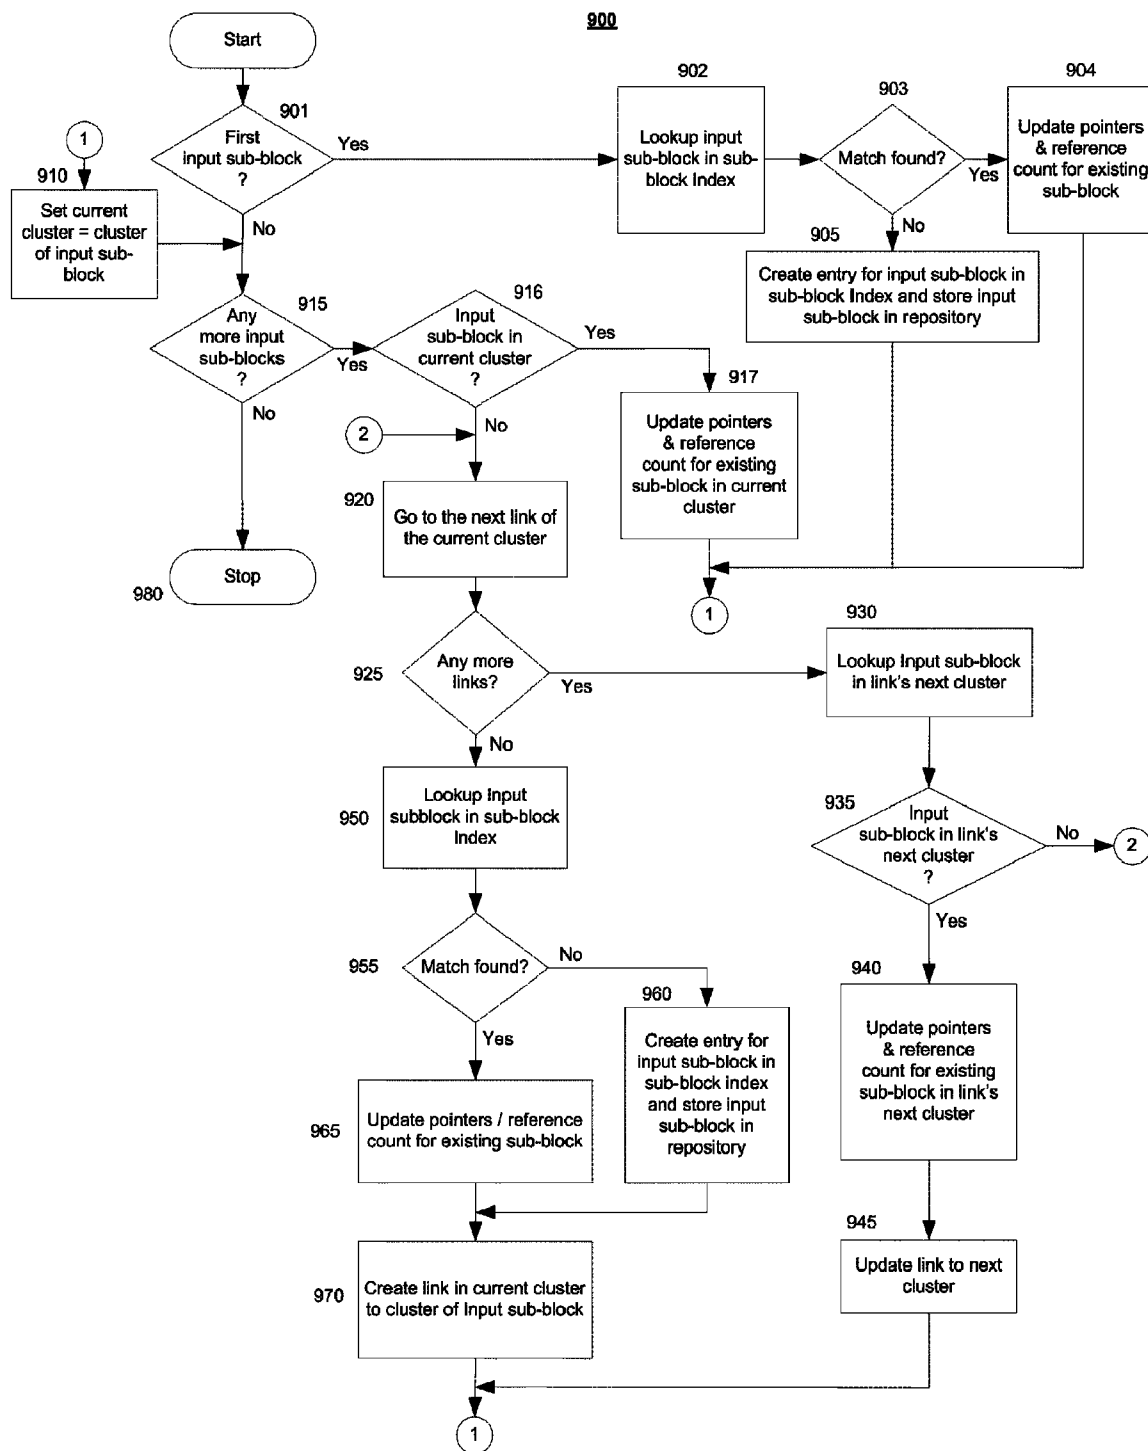 900
Start
901
First
input sub-block
?
Yes
No
1
910
Set current
cluster = cluster
of input sub-
block
902
Lookup input
sub-block in sub-
block Index
903
Match found?
Yes
No
904
Update pointers
& reference
count for existing
sub-block
905
Create entry for input sub-block in
sub-block Index and store input
sub-block in repository
915
Any
more input
sub-blocks
?
Yes
No
916
Input
sub-block in
current cluster
?
Yes
No
917
Update pointers
& reference
count for existing
sub-block in current
cluster
1
2
920
Go to the next link of
the current cluster
980
Stop
925
Any more
links?
Yes
No
930
Lookup Input sub-block
in link's next cluster
935
Input
sub-block in link's
next cluster
?
No
2
Yes
950
Lookup Input
subblock in sub-block
Index
955
Match found?
No
Yes
960
Create entry for
input sub-block in
sub-block index
and store input
sub-block in
repository
940
Update pointers
& reference
count for existing
sub-block in link's
next cluster
965
Update pointers / reference
count for existing sub-block
945
Update link to next
cluster
970
Create link in current cluster
to cluster of Input sub-block
1